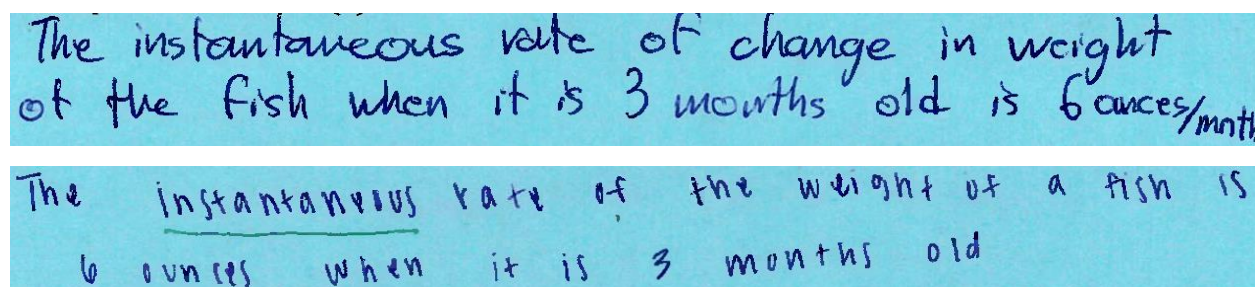 The instantaneous rate of change in weight
of the fish when it is 3 months old is 6 ounces/mnth
The instantaneous rate of the weight of a fish is
6 ounces when it is 3 months old